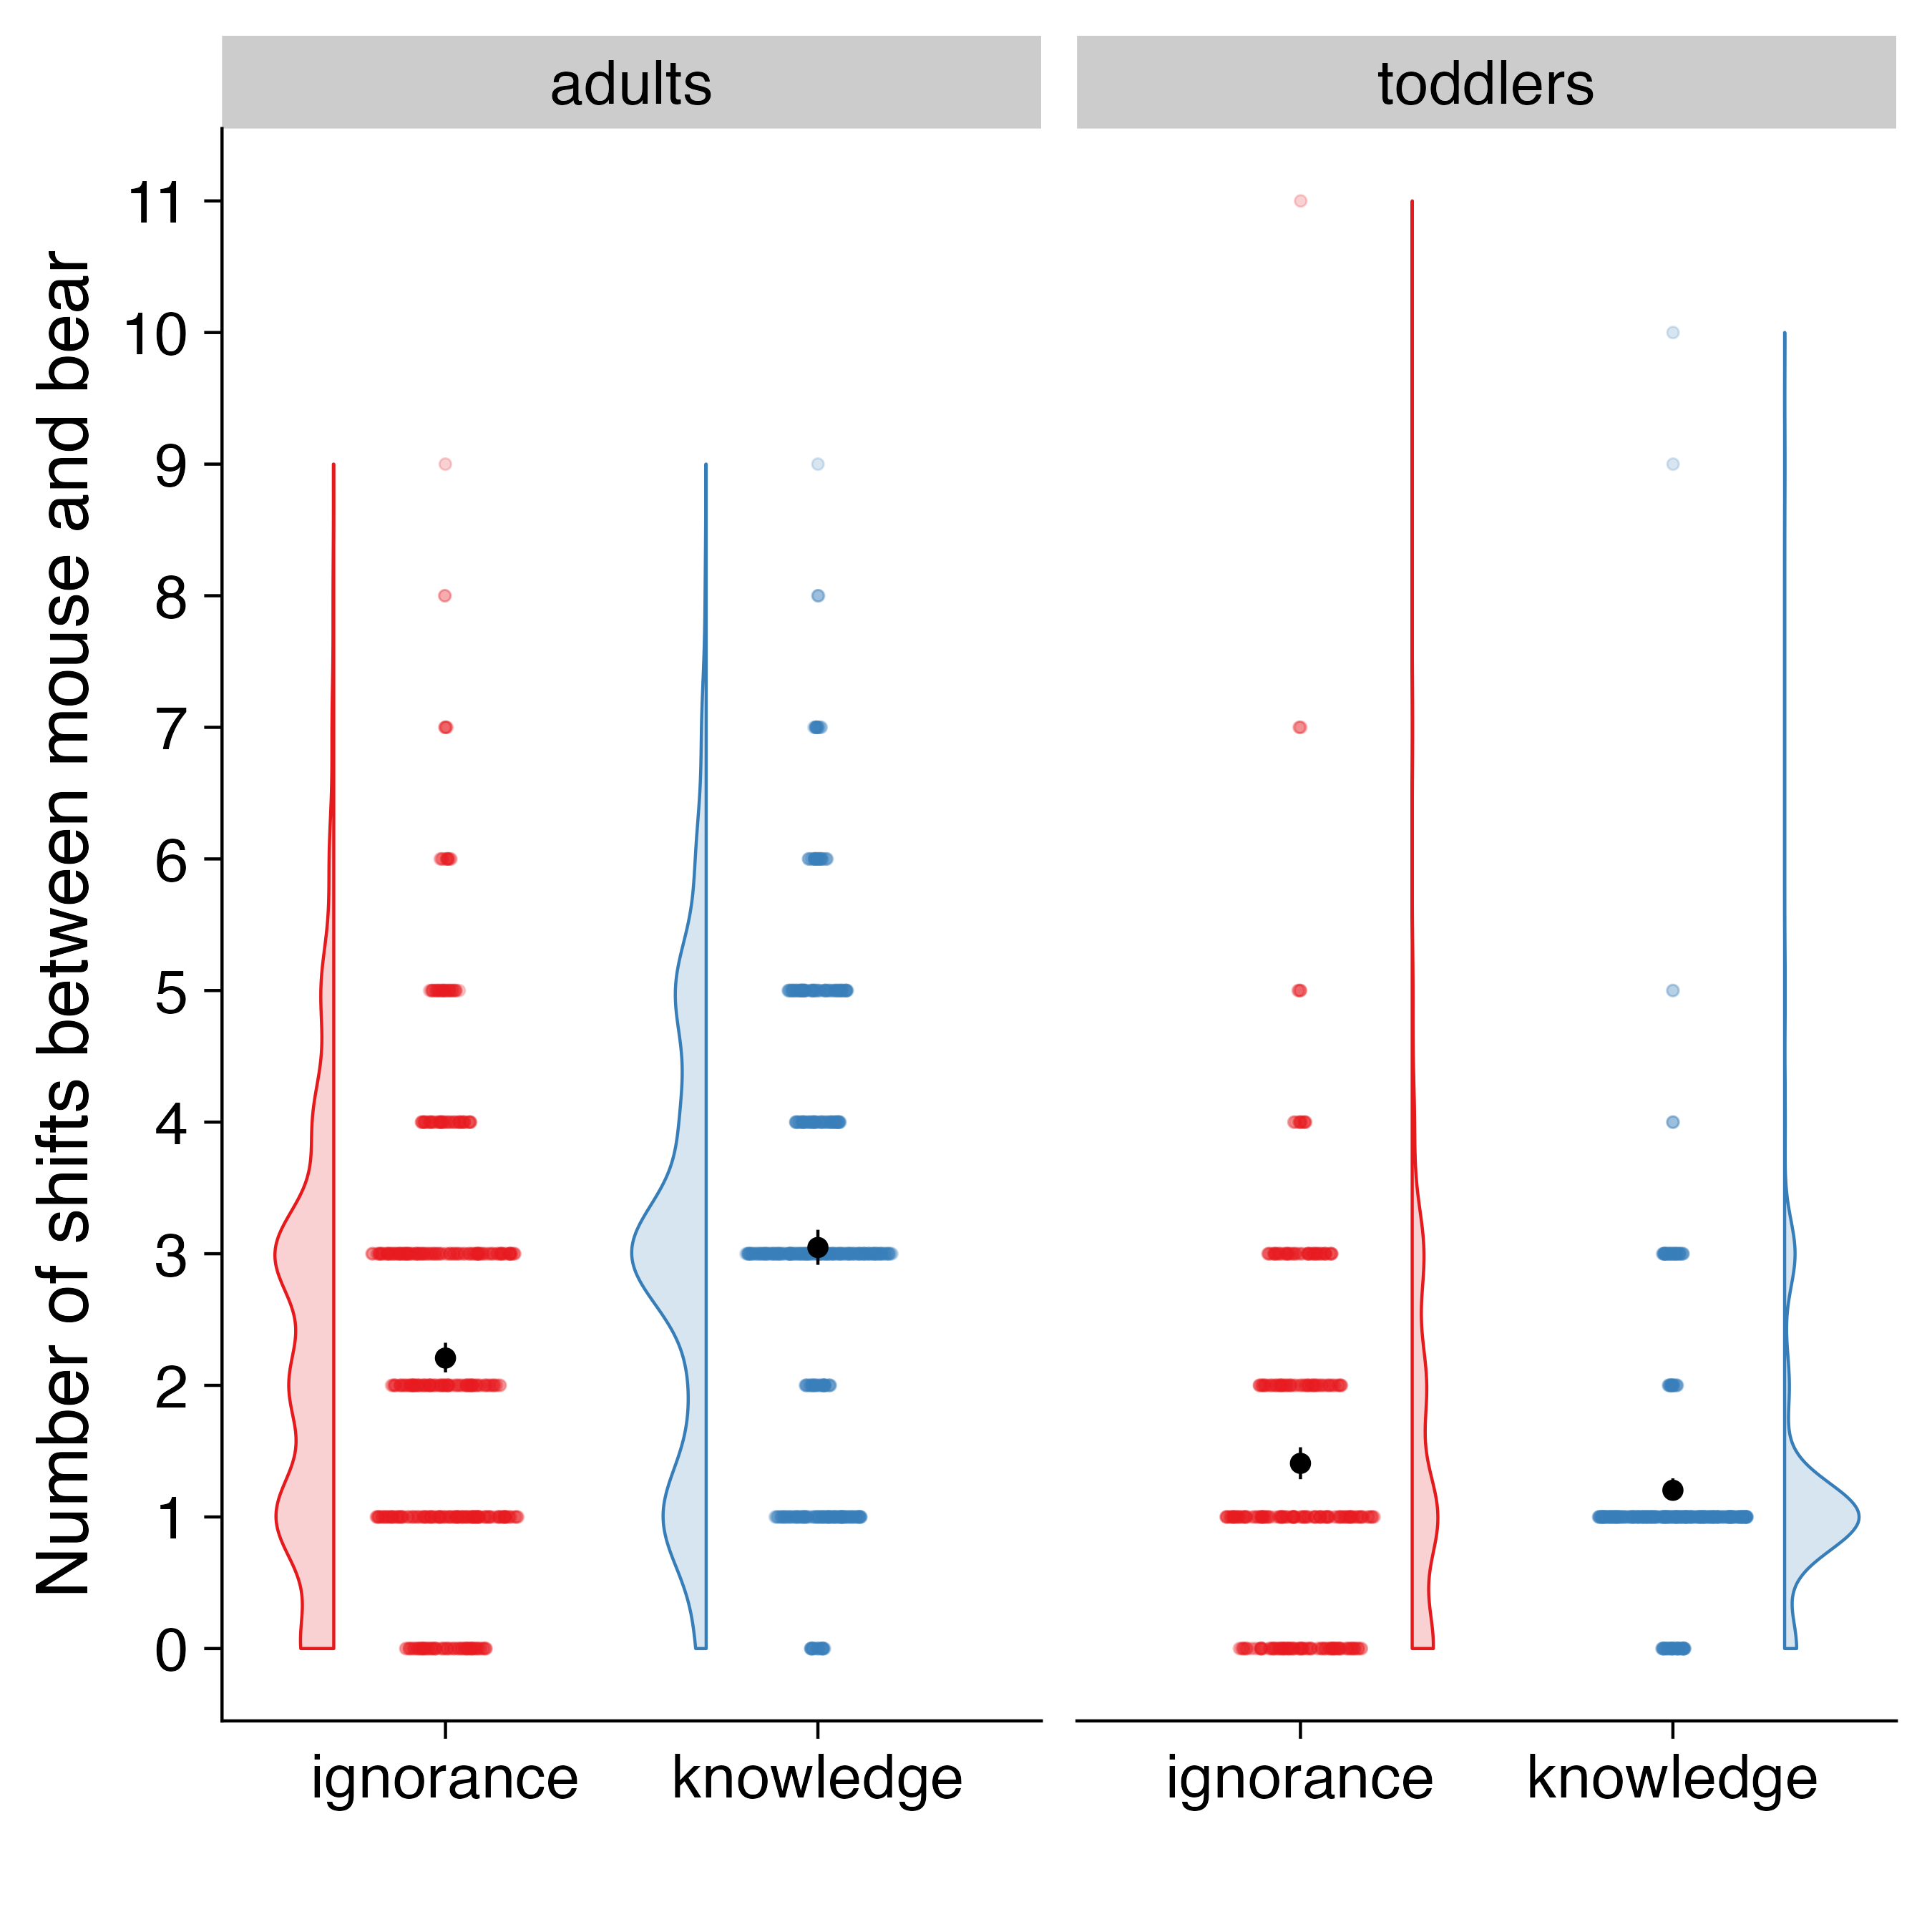 adults
toddlers
Number of shifts between mouse and bear
11
10
9
8
7
6
5
4
3
2
1
0
ignorance
knowledge
ignorance
knowledge